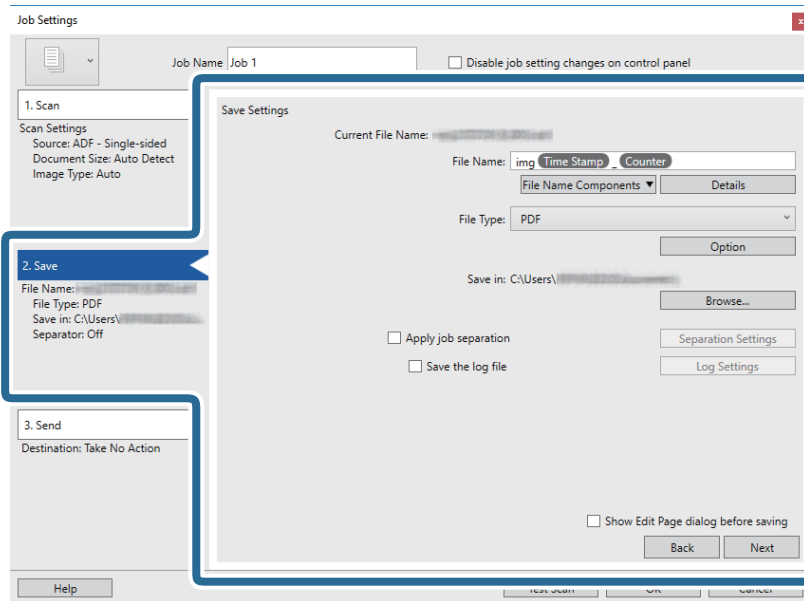 Job Settings
Job Name Job 1
Disable job setting changes on control panel
1. Scan
Scan Settings
Source: ADF - Single-sided
Document Size: Auto Detect
Image Type: Auto
2. Save
File Name:
File Type: PDF
Save in: C:\Users\
Separator: Off
3. Send
Destination: Take No Action
Save Settings
Current File Name:
File Name: img Time Stamp _ Counter
File Name Components ▼ Details
File Type: PDF
Option
Save in: C:\Users\
Browse...
Apply job separation Separation Settings
Save the log file Log Settings
Show Edit Page dialog before saving
Back Next
Help Test Scan OK Cancel